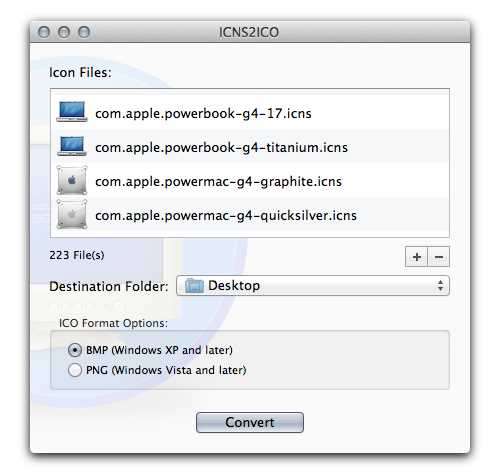 ICNS2ICO
Icon Files:
com.apple.powerbook-g4-17.icns
com.apple.powerbook-g4-titanium.icns
com.apple.powermac-g4-graphite.icns
com.apple.powermac-g4-quicksilver.icns
223 File(s)
+ −
Destination Folder: Desktop
ICO Format Options:
BMP (Windows XP and later)
PNG (Windows Vista and later)
Convert